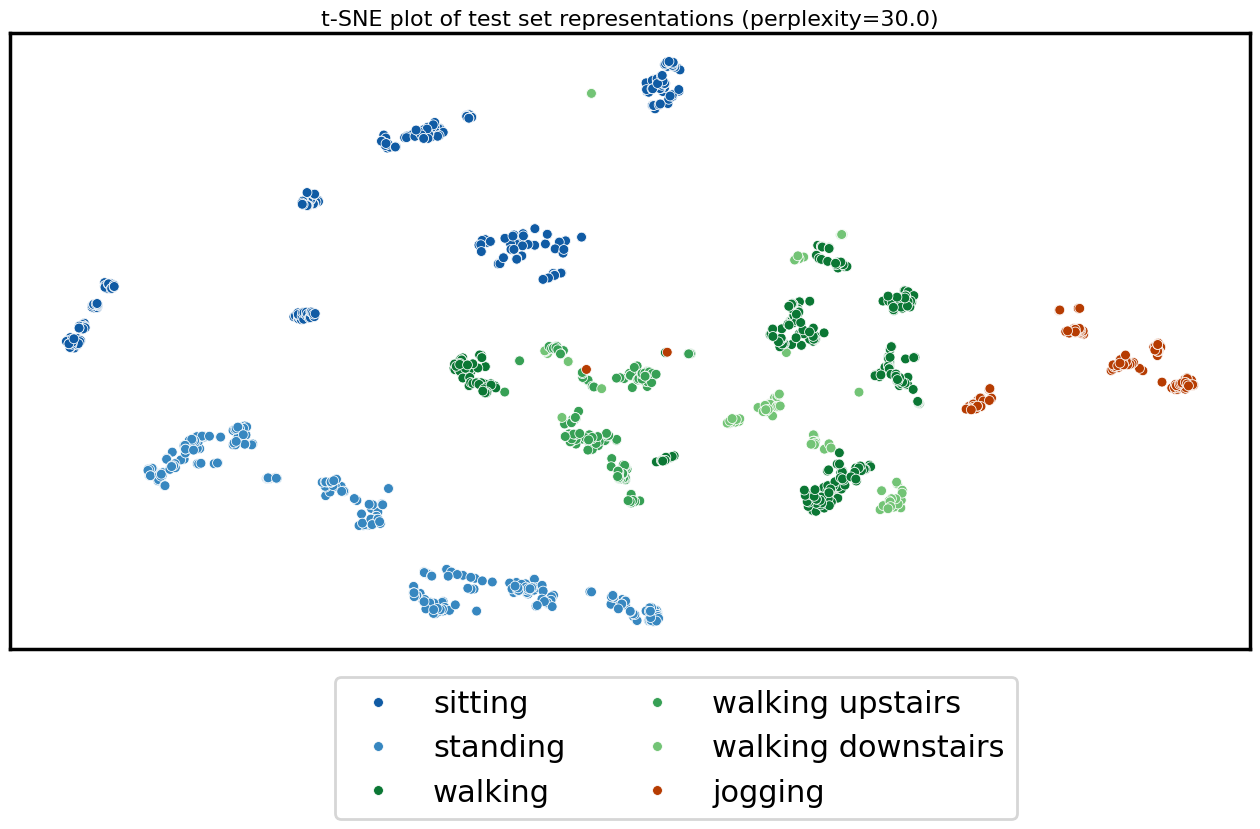 t-SNE plot of test set representations (perplexity=30.0)
sitting
standing
walking
walking upstairs
walking downstairs
jogging